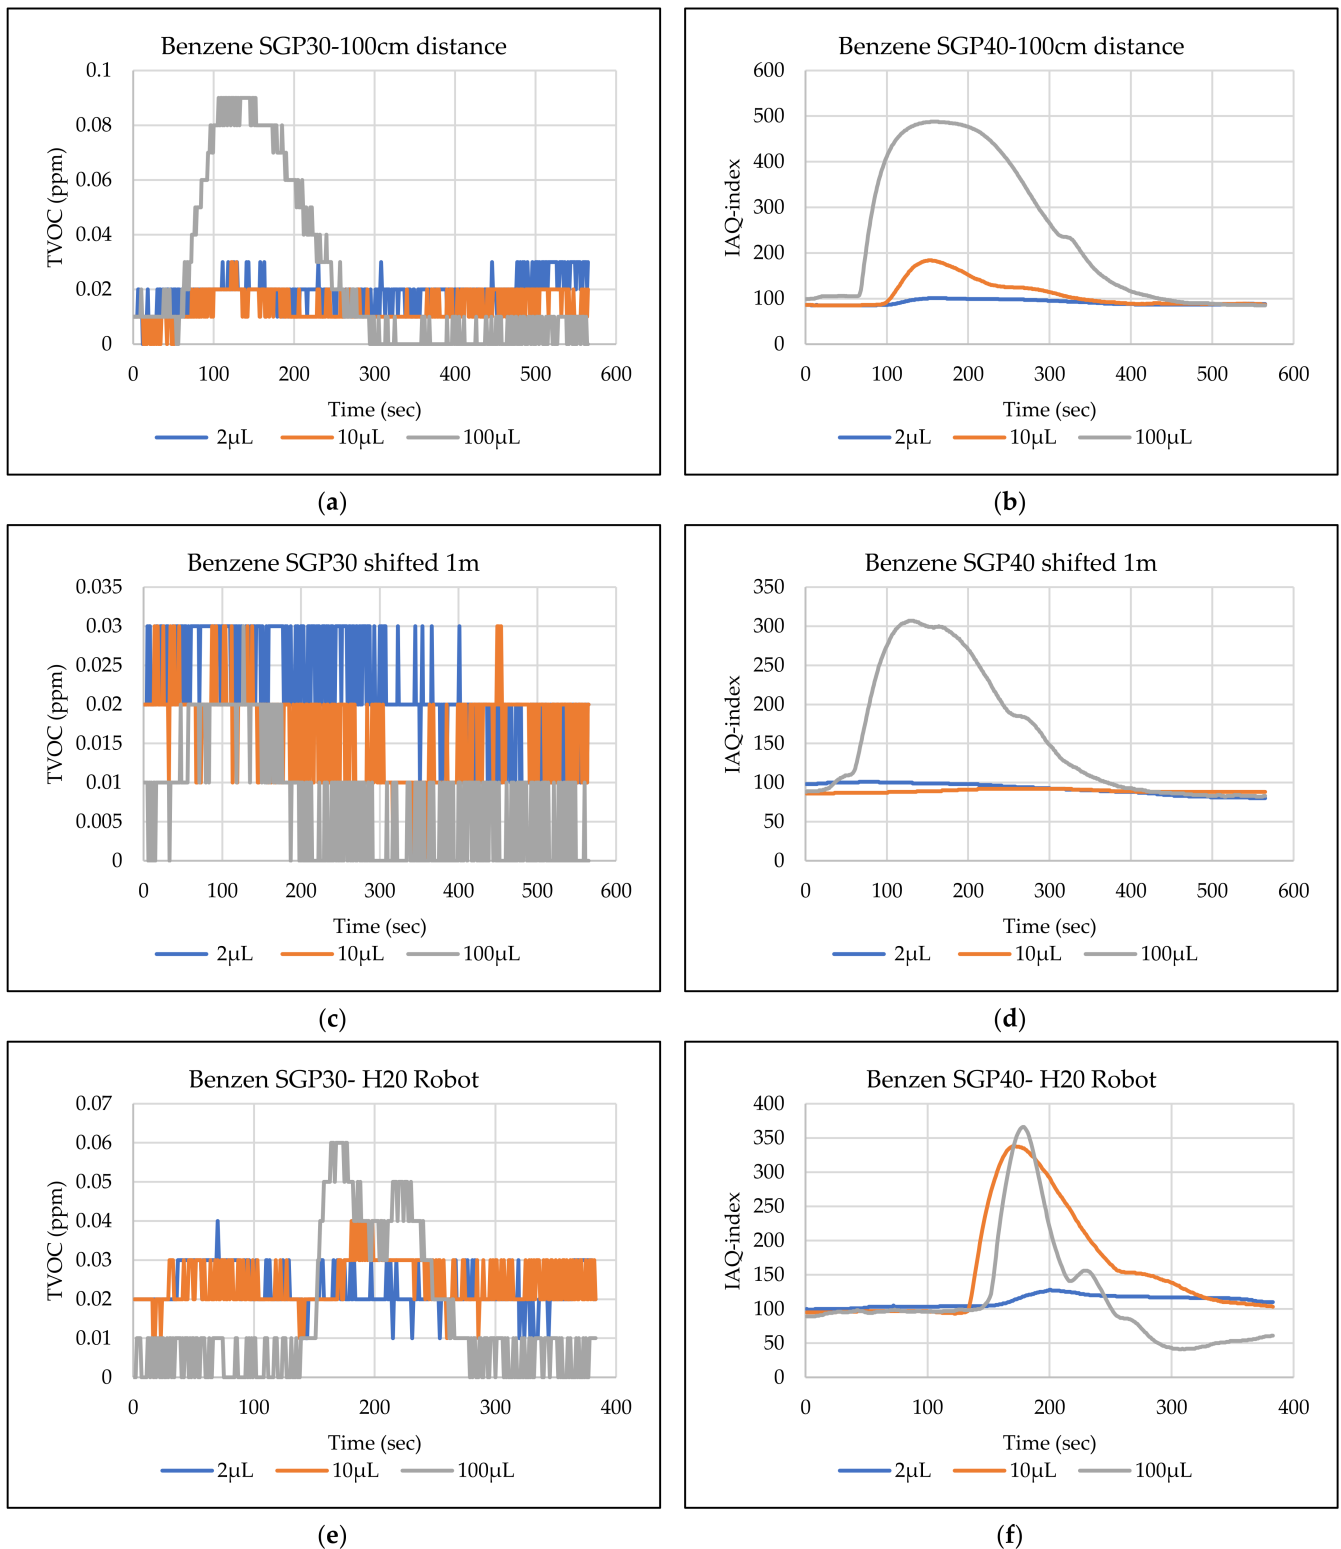 Benzene SGP30-100cm distance
0.1
0.08
0.06
0.04
0.02
0
TVOC (ppm)
0 100 200 300 400 500 600
Time (sec)
2µL 10µL 100µL
(a)
Benzene SGP40-100cm distance
600
500
400
300
200
100
0
IAQ-index
0 100 200 300 400 500 600
Time (sec)
2µL 10µL 100µL
(b)
Benzene SGP30 shifted 1m
0.035
0.03
0.025
0.02
0.015
0.01
0.005
0
TVOC (ppm)
0 100 200 300 400 500 600
Time (sec)
2µL 10µL 100µL
(c)
Benzene SGP40 shifted 1m
350
300
250
200
150
100
50
0
IAQ-index
0 100 200 300 400 500 600
Time (sec)
2µL 10µL 100µL
(d)
Benzen SGP30- H20 Robot
0.07
0.06
0.05
0.04
0.03
0.02
0.01
0
TVOC (ppm)
0 100 200 300 400
Time (sec)
2µL 10µL 100µL
(e)
Benzen SGP40- H20 Robot
400
350
300
250
200
150
100
50
0
IAQ-index
0 100 200 300 400
Time (sec)
2µL 10µL 100µL
(f)